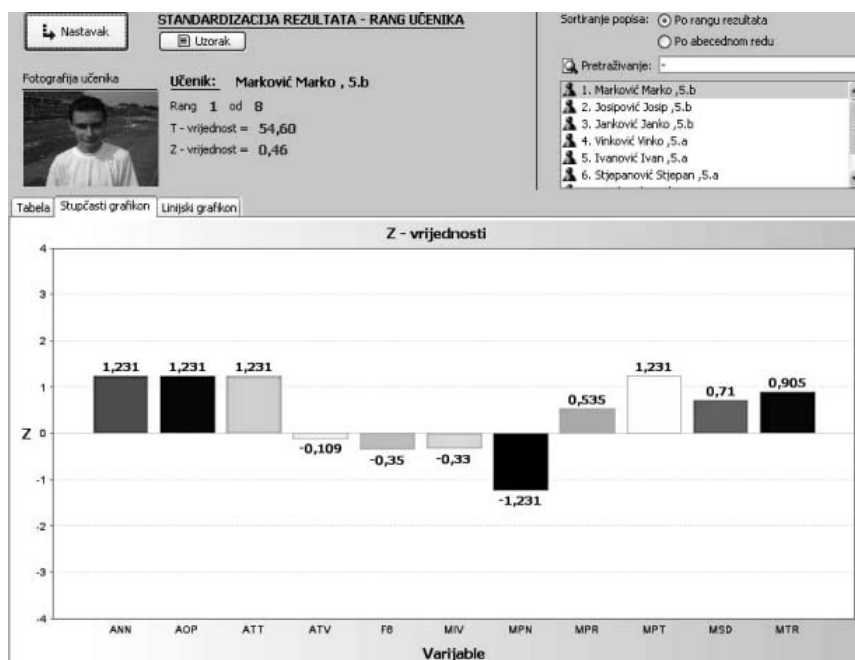 Nastavak
STANDARDIZACIJA REZULTATA - RANG UČENIKA
Uzorak
Sortiranje popisa:
Po rangu rezultata
Po abecednom redu
Pretraživanje: -
Fotografija učenika
Učenik: Marković Marko , 5.b
Rang 1 od 8
T - vrijednost = 54,60
Z - vrijednost = 0,46
1. Marković Marko ,5.b
2. Josipović Josip ,5.b
3. Janković Janko ,5.b
4. Vinković Vinko ,5.a
5. Ivanović Ivan ,5.a
6. Stjepanović Stjepan ,5.a
Tabela Stupčasti grafikon Linijski grafikon
Z - vrijednosti
4
3
2
1
0
-1
-2
-3
-4
Z
1,231 1,231 1,231 -0,109 -0,35 -0,33 -1,231 0,535 1,231 0,71 0,905
ANN AOP ATT ATV F6 MIV MPN MPR MPT MSD MTR
Varijable